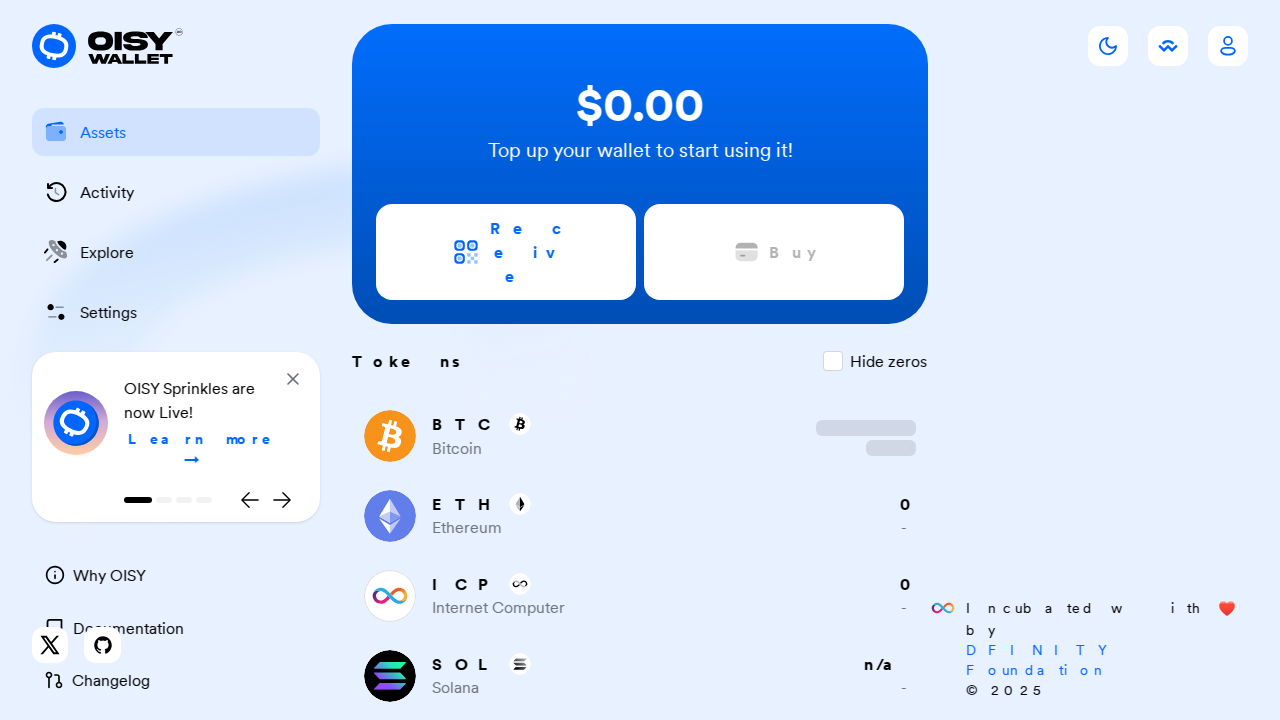 OISY
WALLET
Assets
Activity
Explore
Settings
OISY Sprinkles are
now Live!
Learn more
→
Why OISY
Documentation
Changelog
$0.00
Top up your wallet to start using it!
Receive
Buy
Tokens
Hide zeros
BTC
Bitcoin
ETH
0
Ethereum
-
ICP
0
Internet Computer
-
SOL
n/a
Solana
-
Incubated with ❤️
by
DFINITY
Foundation
© 2025